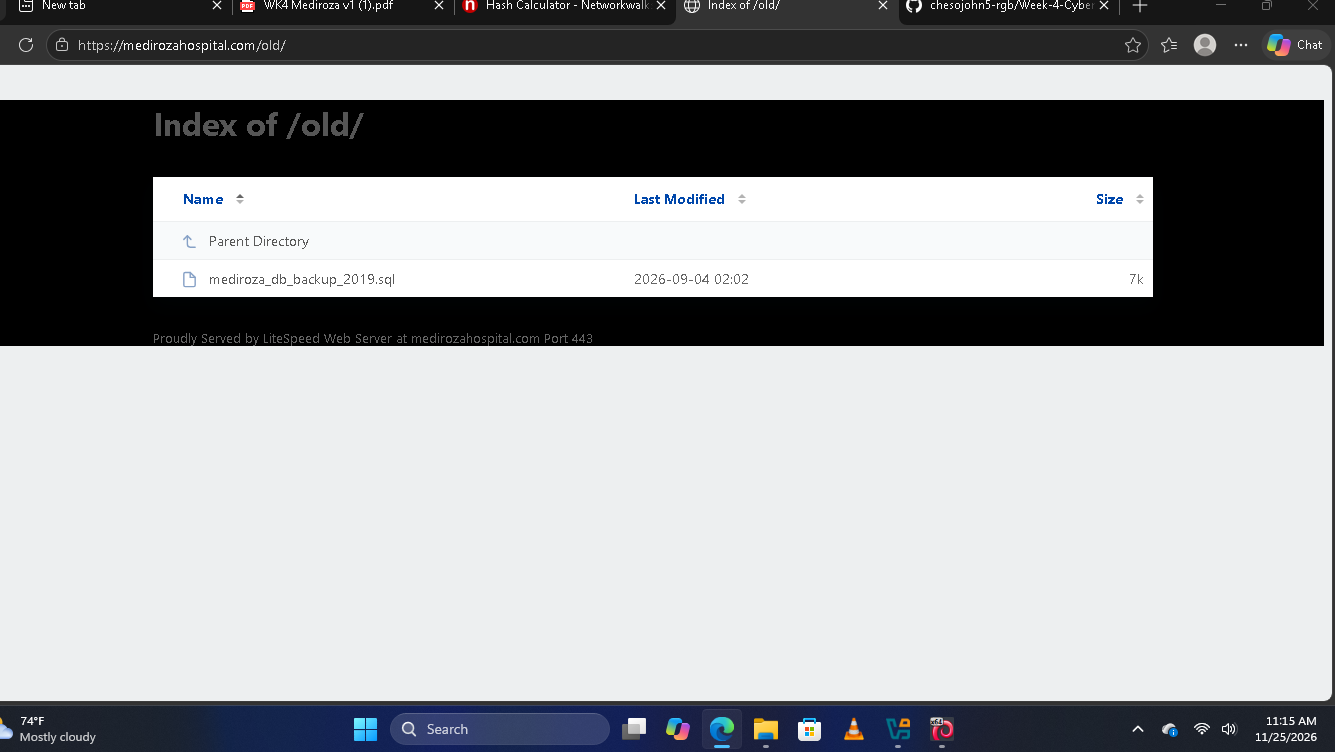 New tab
WK4 Mediroza v1 (1).pdf
Hash Calculator - Networkwalk
Index of /old/
chesojohn5-rgb/Week-4-Cyber
https://medirozahospital.com/old/
Chat
Index of /old/
Name Last Modified Size
Parent Directory
mediroza_db_backup_2019.sql 2026-09-04 02:02 7k
Proudly Served by LiteSpeed Web Server at medirozahospital.com Port 443
74°F
Mostly cloudy
Search
11:15 AM
11/25/2026